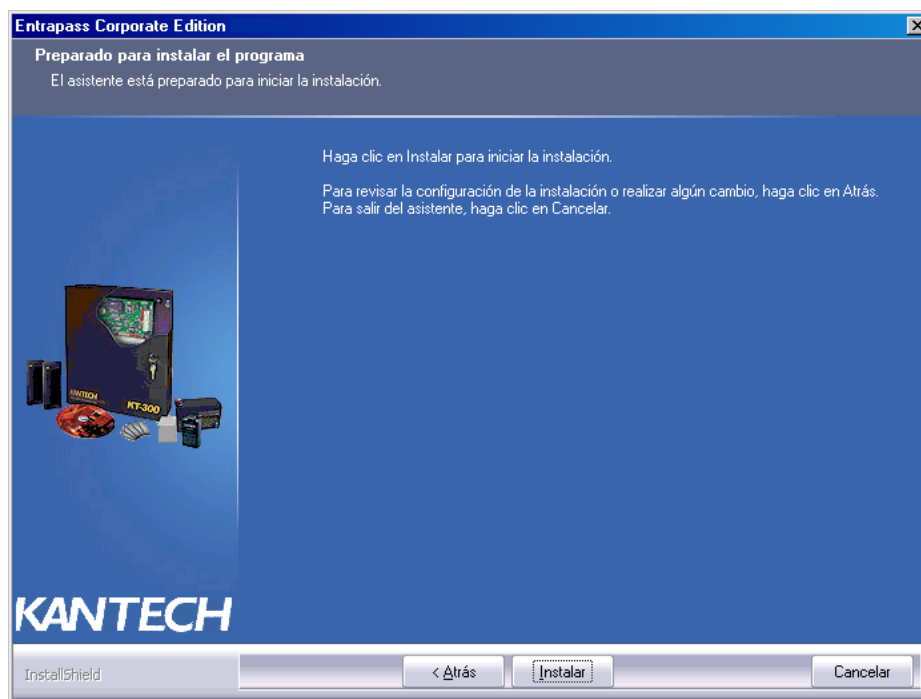 Entrapass Corporate Edition
Preparado para instalar el programa
El asistente está preparado para iniciar la instalación.
Haga clic en Instalar para iniciar la instalación.
Para revisar la configuración de la instalación o realizar algún cambio, haga clic en Atrás.
Para salir del asistente, haga clic en Cancelar.
KANTECH
KT-300
KANTECH
InstallShield
< Atrás
Instalar
Cancelar